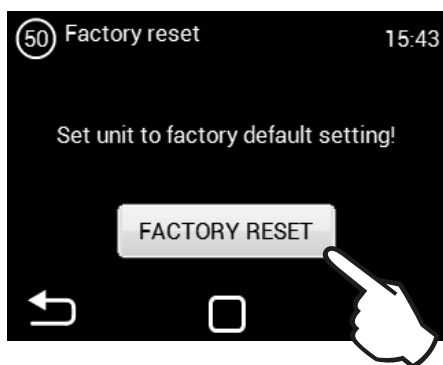 50 Factory reset 15:43
Set unit to factory default setting!
FACTORY RESET